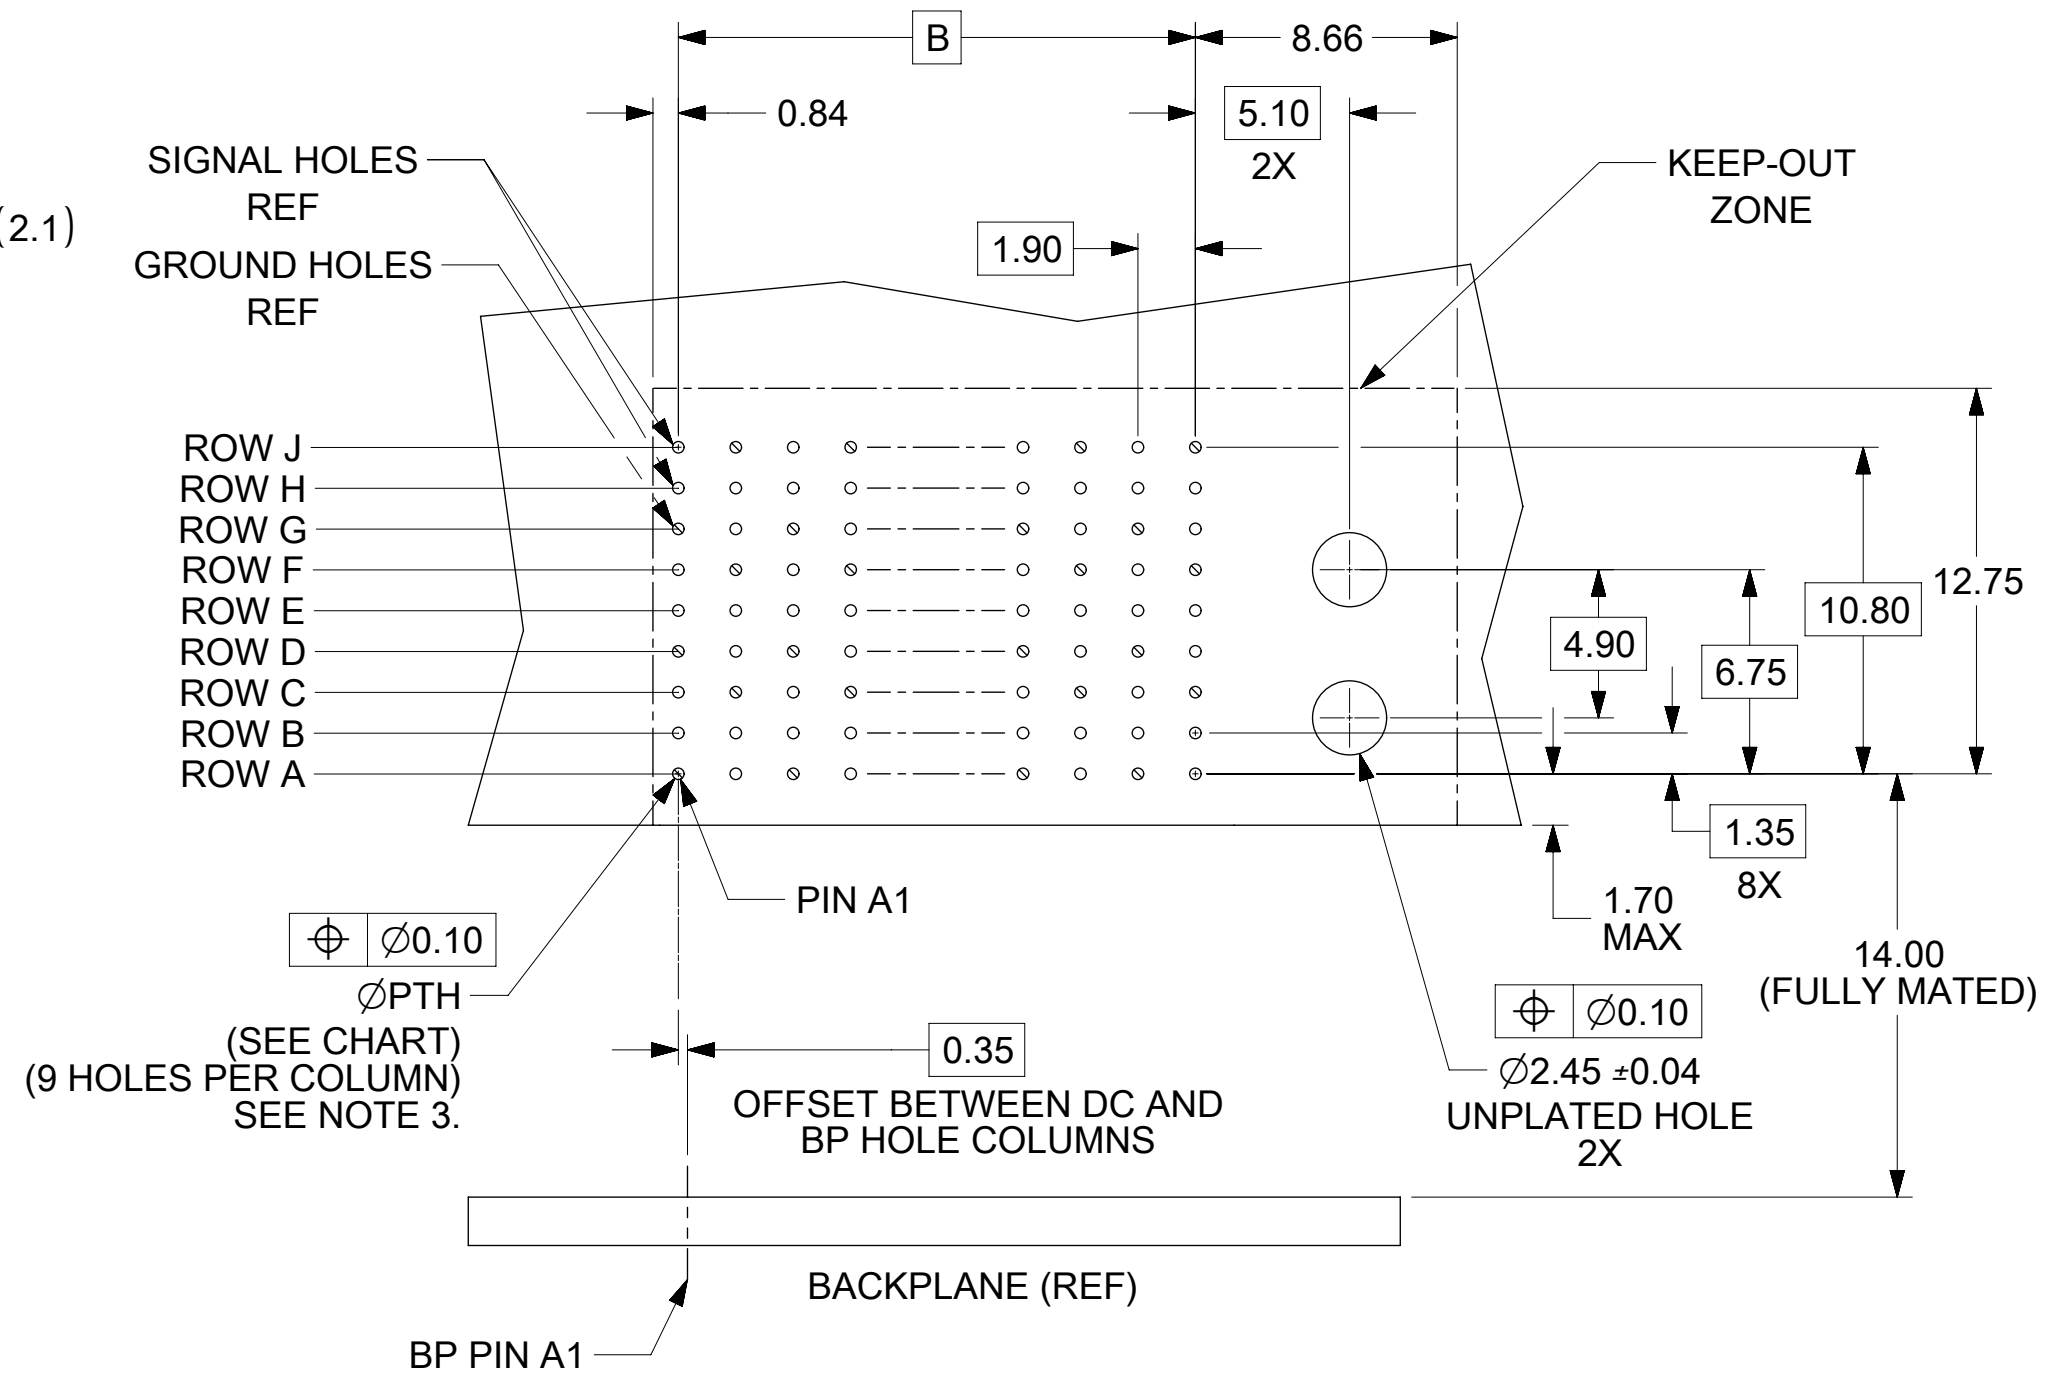 B
8.66
0.84
5.10
2X
SIGNAL HOLES
REF
(2.1)
GROUND HOLES
REF
KEEP-OUT
ZONE
1.90
ROW J
ROW H
ROW G
ROW F
ROW E
ROW D
ROW C
ROW B
ROW A
12.75
10.80
4.90
6.75
1.35
8X
1.70
MAX
PIN A1
⌖ ∅0.10
∅PTH
(SEE CHART)
(9 HOLES PER COLUMN)
SEE NOTE 3.
14.00
(FULLY MATED)
⌖ ∅0.10
∅2.45 ±0.04
UNPLATED HOLE
2X
0.35
OFFSET BETWEEN DC AND
BP HOLE COLUMNS
BACKPLANE (REF)
BP PIN A1